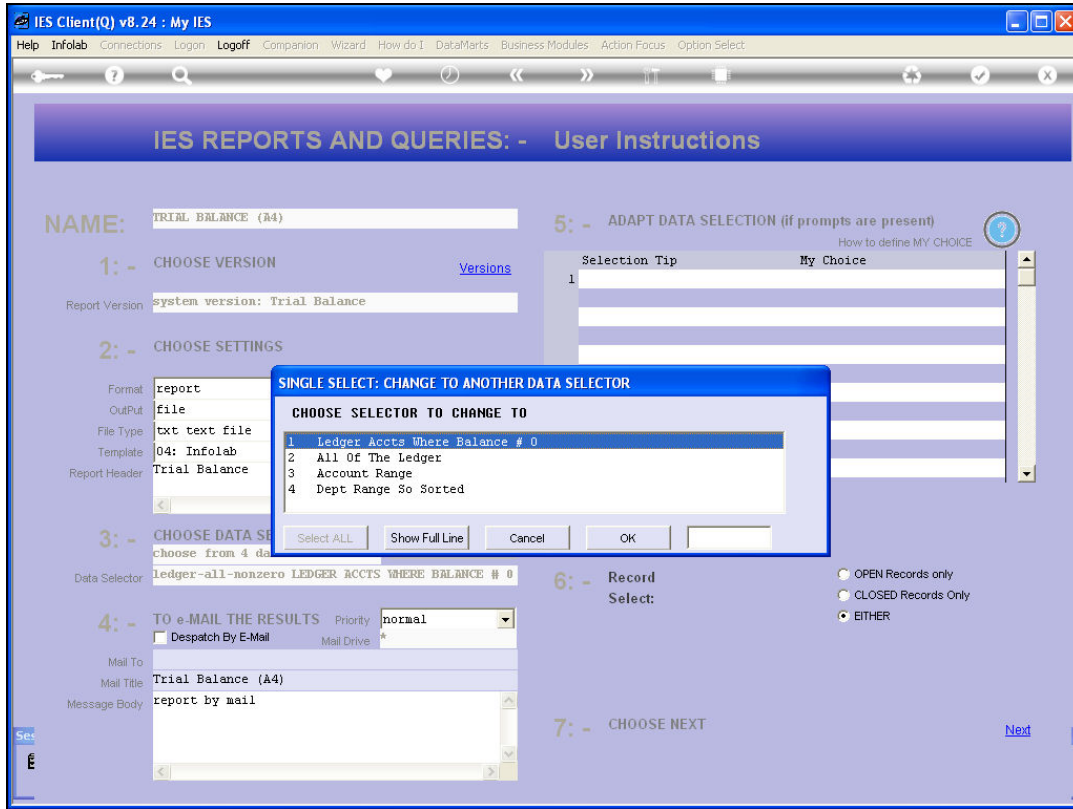 IES Client(Q) v8.24 : My IES
Help Infolab Connections Logon Logoff Companion Wizard How do I DataMarts Business Modules Action Focus Option Select
IES REPORTS AND QUERIES: - User Instructions
NAME: TRIAL BALANCE (A4)
1: - CHOOSE VERSION Versions
Report Version system version: Trial Balance
2: - CHOOSE SETTINGS
Format report
OutPut file
File Type txt text file
Template 04: Infolab
Report Header Trial Balance
3: - CHOOSE DATA SE
choose from 4 da
Data Selector ledger-all-nonzero LEDGER ACCTS WHERE BALANCE # 0
4: - TO e-MAIL THE RESULTS Priority normal
Despatch By E-Mail Mail Drive *
Mail To
Mail Title Trial Balance (A4)
Message Body report by mail
5: - ADAPT DATA SELECTION (if prompts are present)
How to define MY CHOICE ?
Selection Tip My Choice
1
SINGLE SELECT: CHANGE TO ANOTHER DATA SELECTOR
CHOOSE SELECTOR TO CHANGE TO
1 Ledger Accts Where Balance # 0
2 All Of The Ledger
3 Account Range
4 Dept Range So Sorted
Select ALL Show Full Line Cancel OK
6: - Record Select:
OPEN Records only
CLOSED Records Only
EITHER
7: - CHOOSE NEXT Next
Ses